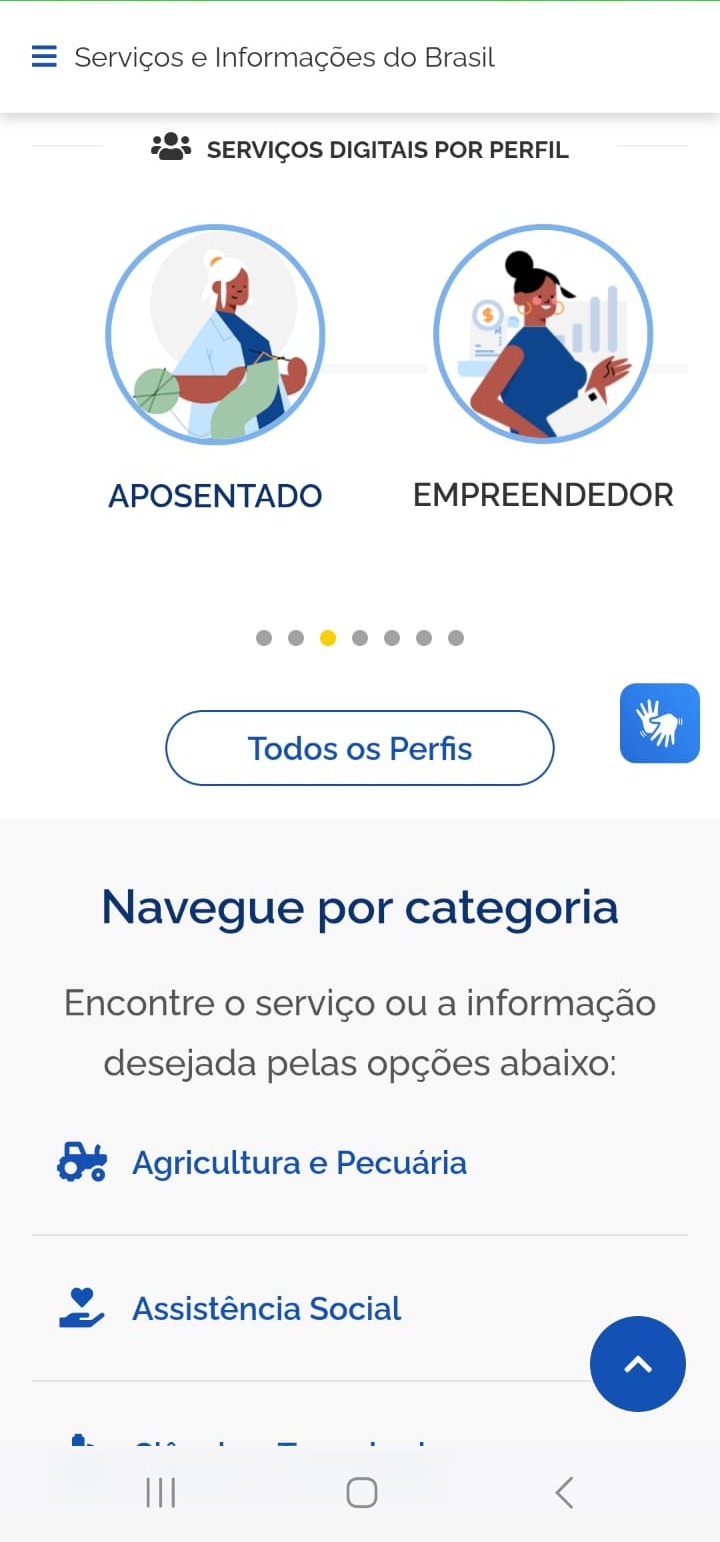 Serviços e Informações do Brasil
SERVIÇOS DIGITAIS POR PERFIL
$
APOSENTADO
EMPREENDEDOR
Todos os Perfis
Navegue por categoria
Encontre o serviço ou a informação
desejada pelas opções abaixo:
Agricultura e Pecuária
Assistência Social